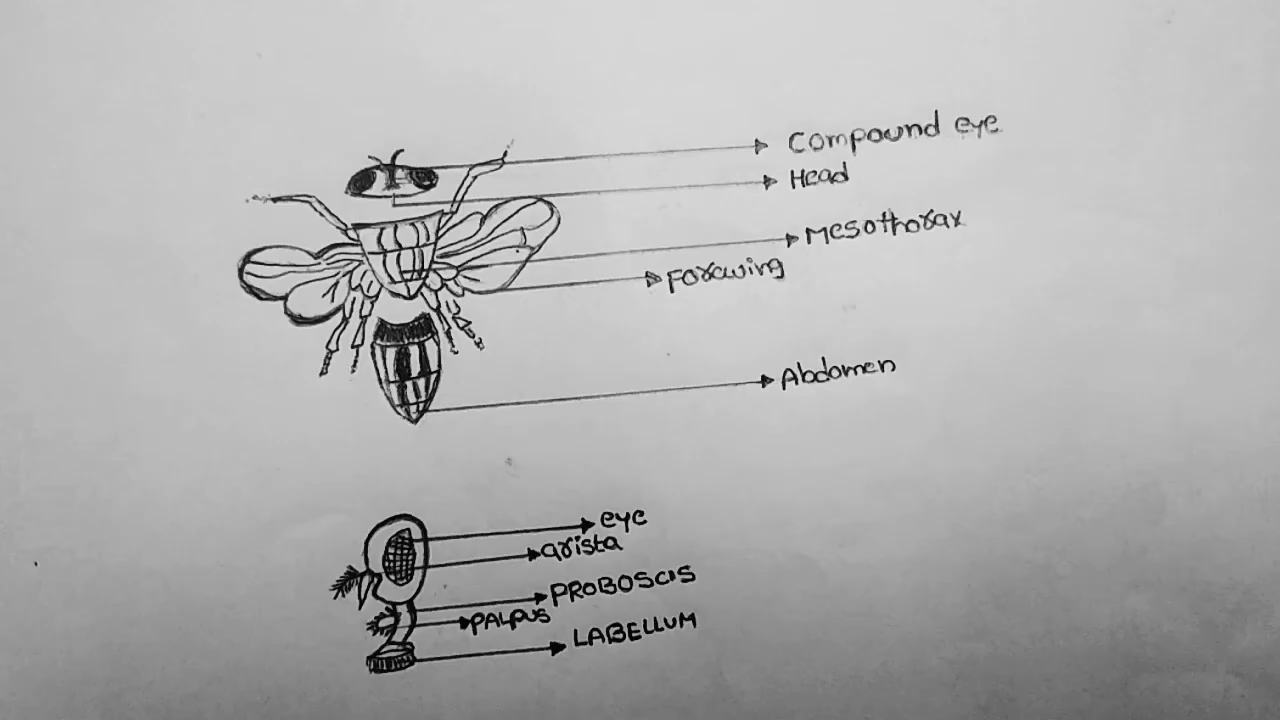 Compound eye
Head
Mesothorax
Forewing
Abdomen
eye
arista
PROBOSCIS
PALPUS
LABELLUM